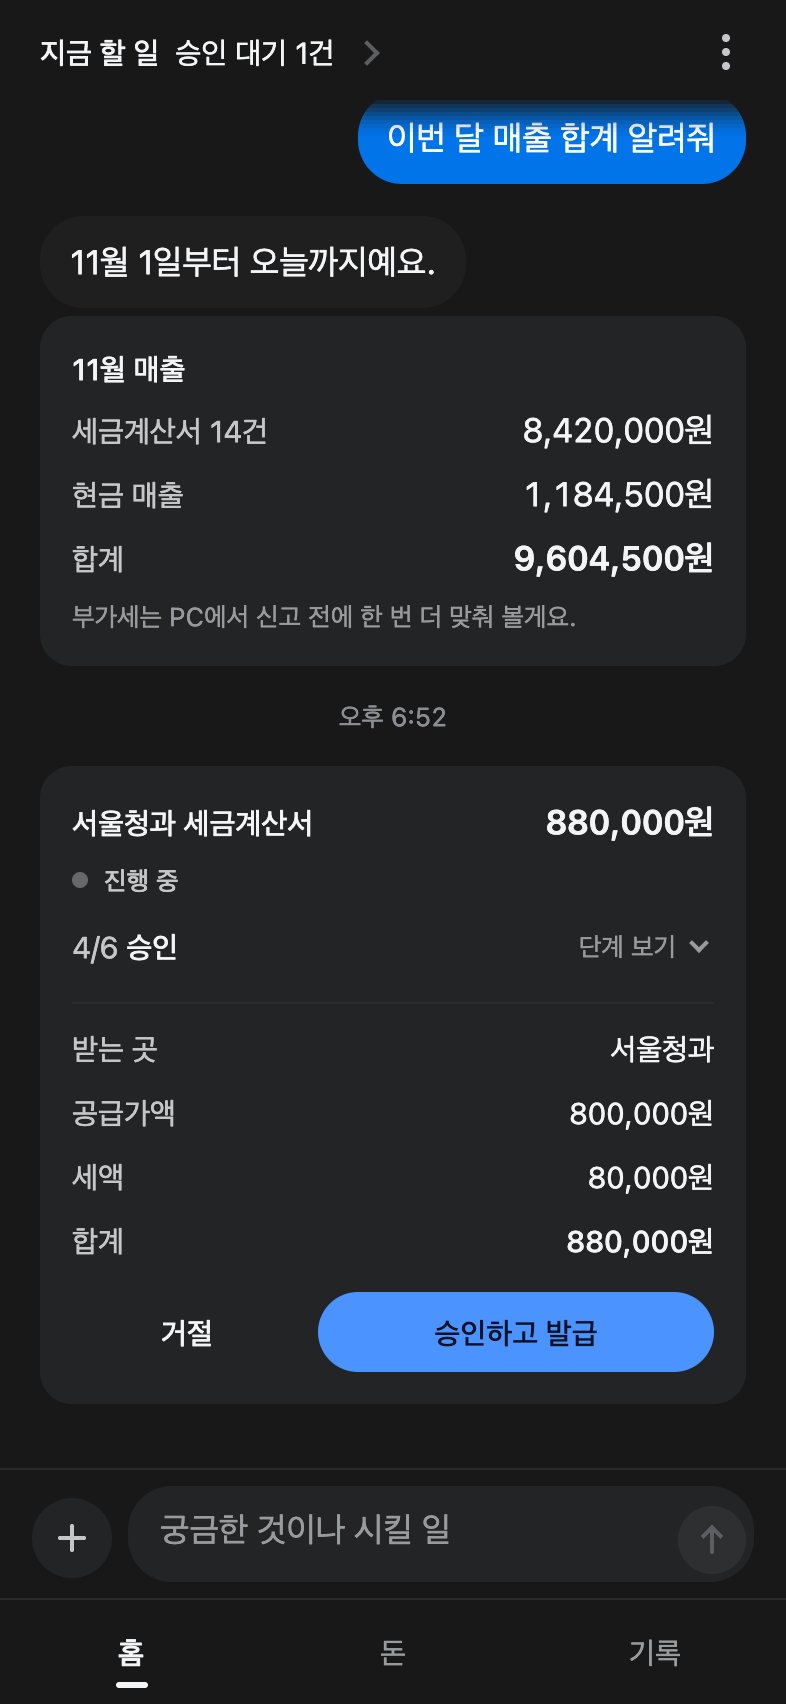 지금 할 일 승인 대기 1건
이번 달 매출 합계 알려줘
11월 1일부터 오늘까지예요.
11월 매출
세금계산서 14건 8,420,000원
현금 매출 1,184,500원
합계 9,604,500원
부가세는 PC에서 신고 전에 한 번 더 맞춰 볼게요.
오후 6:52
서울청과 세금계산서 880,000원
진행 중
4/6 승인 단계 보기
받는 곳 서울청과
공급가액 800,000원
세액 80,000원
합계 880,000원
거절 승인하고 발급
궁금한 것이나 시킬 일
홈 돈 기록